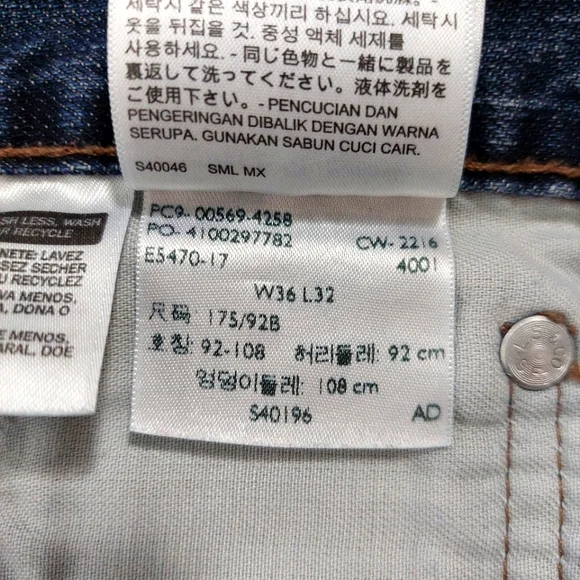 세탁시 같은 색상끼리 하십시요. 세탁시
옷을 뒤집을 것. 중성 액체 세제를
사용하세요. - 同じ色物と一緒に製品を
裏返して洗ってください。液体洗剤を
ご使用下さい。- PENCUCIAN DAN
PENGERINGAN DIBALIK DENGAN WARNA
SERUPA. GUNAKAN SABUN CUCI CAIR.
S40046 SML MX
LESS, WASH
RECYCLE
LAVEZ
SECHER
RECYCLEZ
MENOS,
DONA O
MENOS,
DOE
PC9- 00569-4258
PO- 4100297782 CW- 2216
E5470-17 4001
W36 L32
尺码: 175/92B
호칭: 92-108 허리둘레: 92 cm
엉덩이둘레: 108 cm
S40196 AD